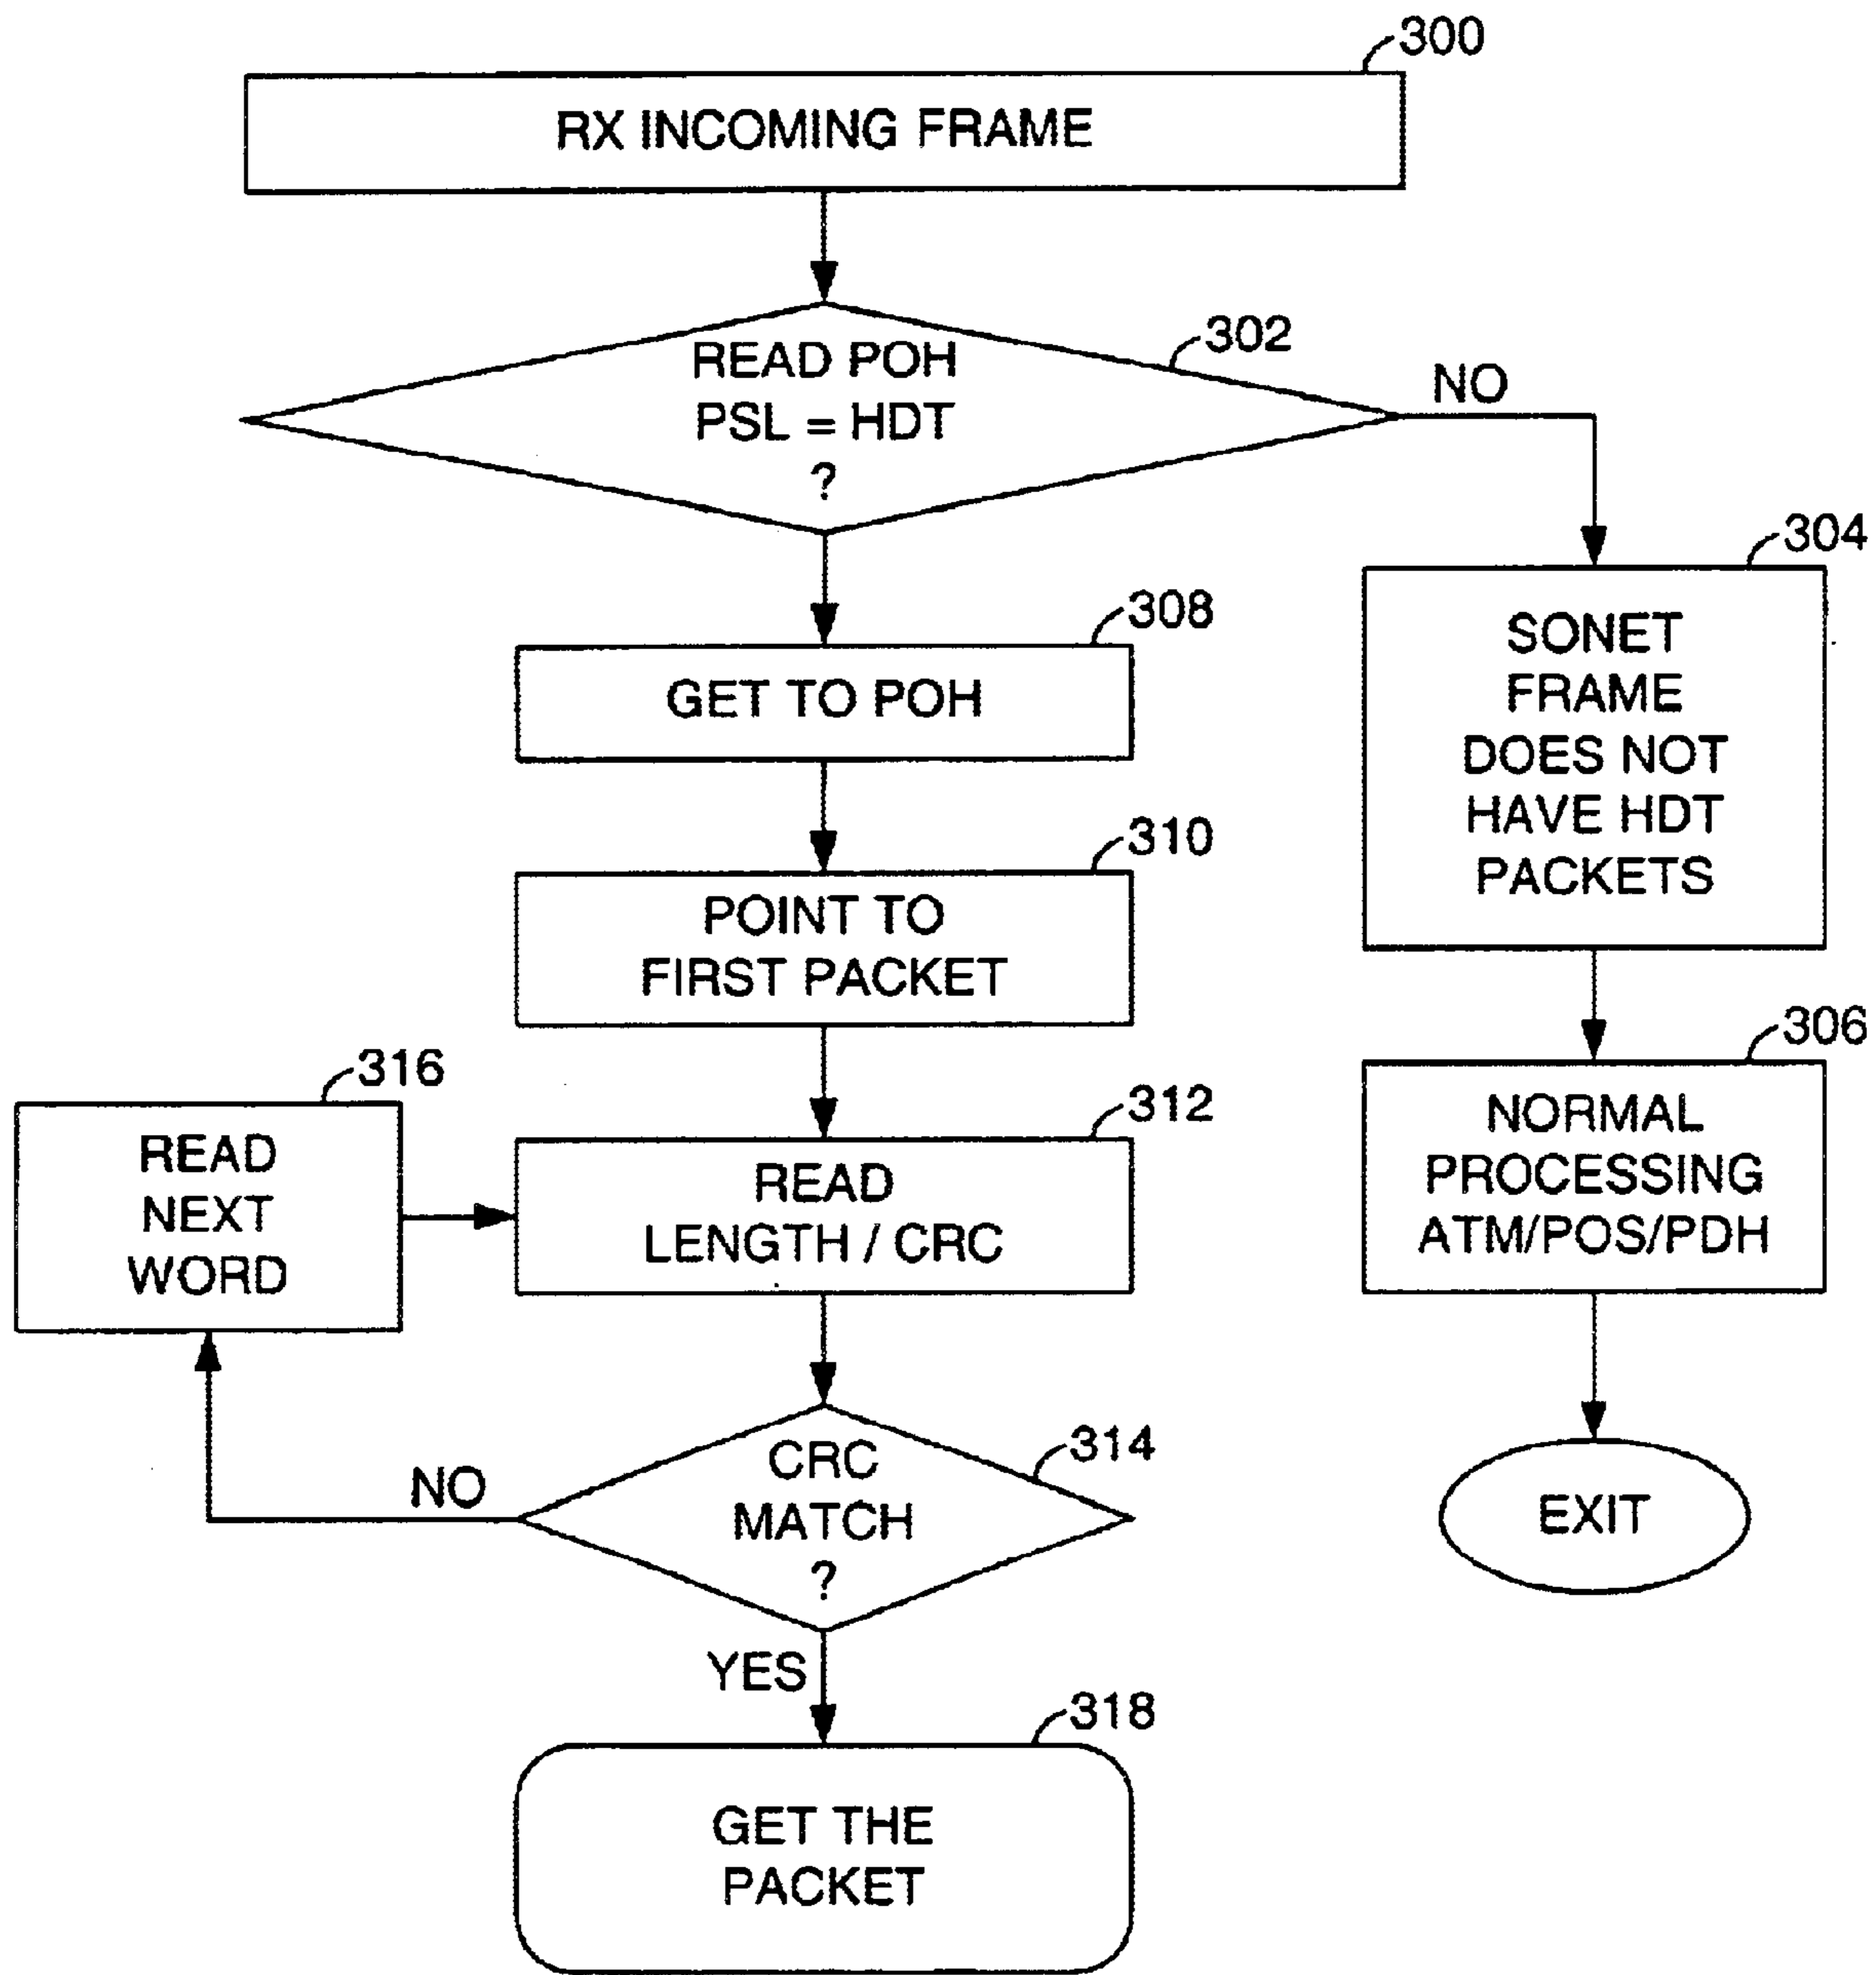 300
RX INCOMING FRAME
302
READ POH
PSL = HDT
?
NO
304
SONET
FRAME
DOES NOT
HAVE HDT
PACKETS
308
GET TO POH
310
POINT TO
FIRST PACKET
306
NORMAL
PROCESSING
ATM/POS/PDH
316
READ
NEXT
WORD
312
READ
LENGTH / CRC
314
CRC
MATCH
?
NO
YES
EXIT
318
GET THE
PACKET